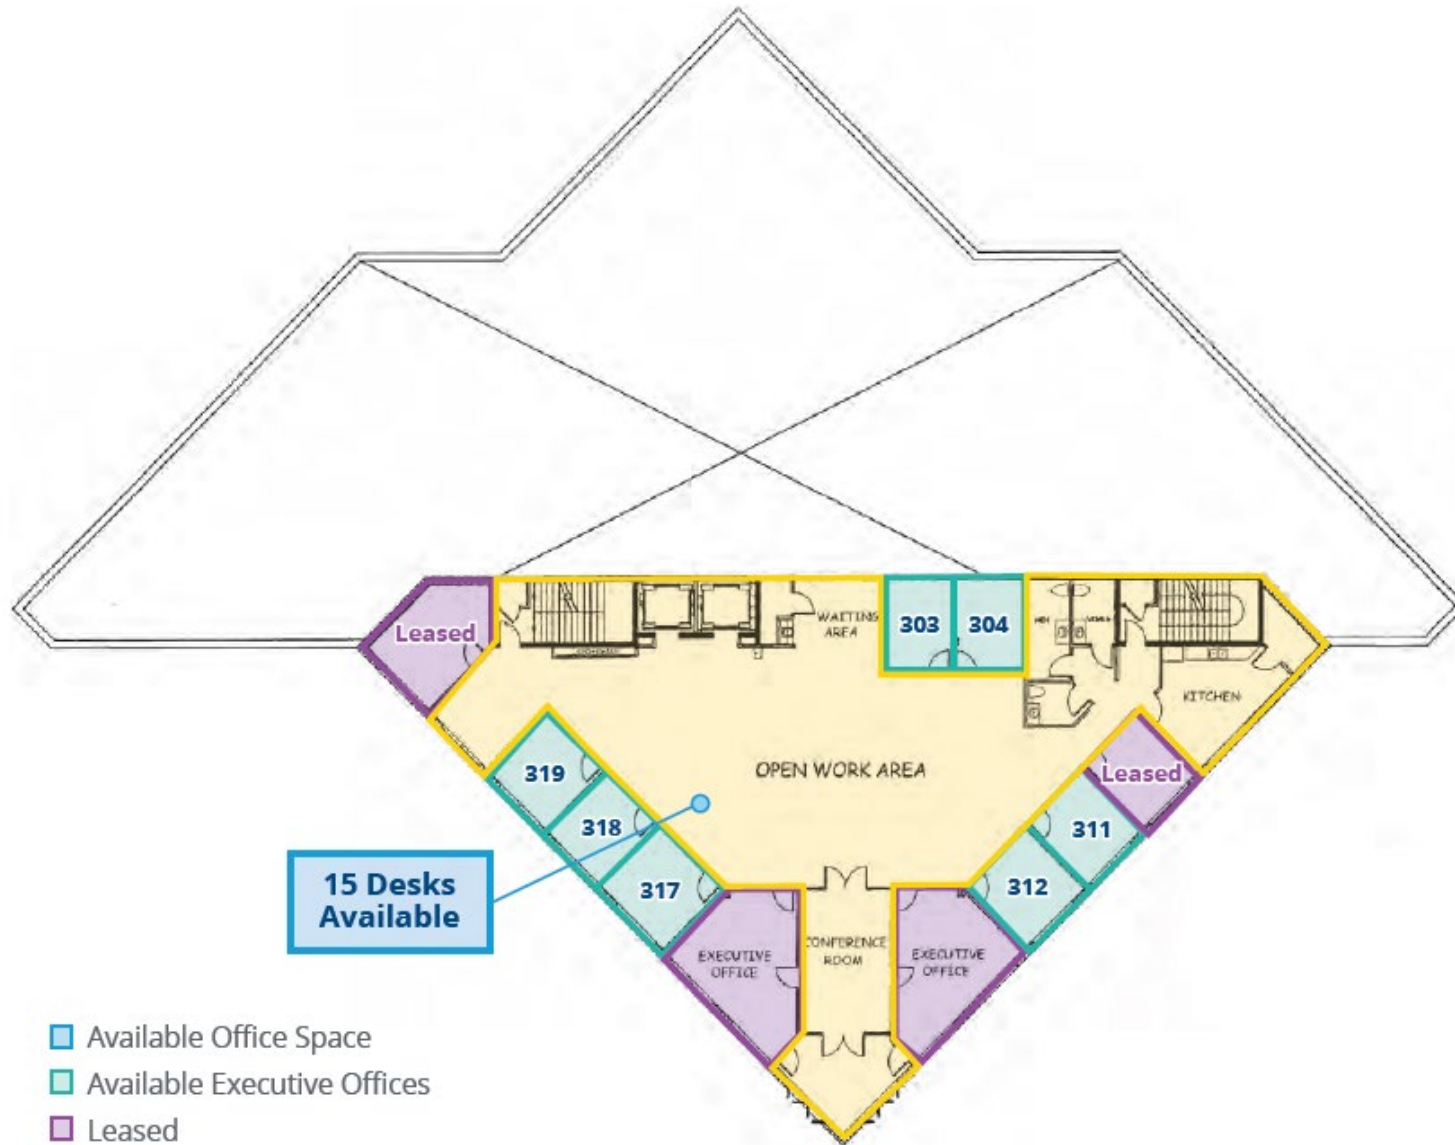 Leased
WAITING
AREA
303
304
MEN
WOMEN
KITCHEN
319
OPEN WORK AREA
Leased
318
311
317
312
15 Desks
Available
CONFERENCE
ROOM
EXECUTIVE
OFFICE
EXECUTIVE
OFFICE
Available Office Space
Available Executive Offices
Leased